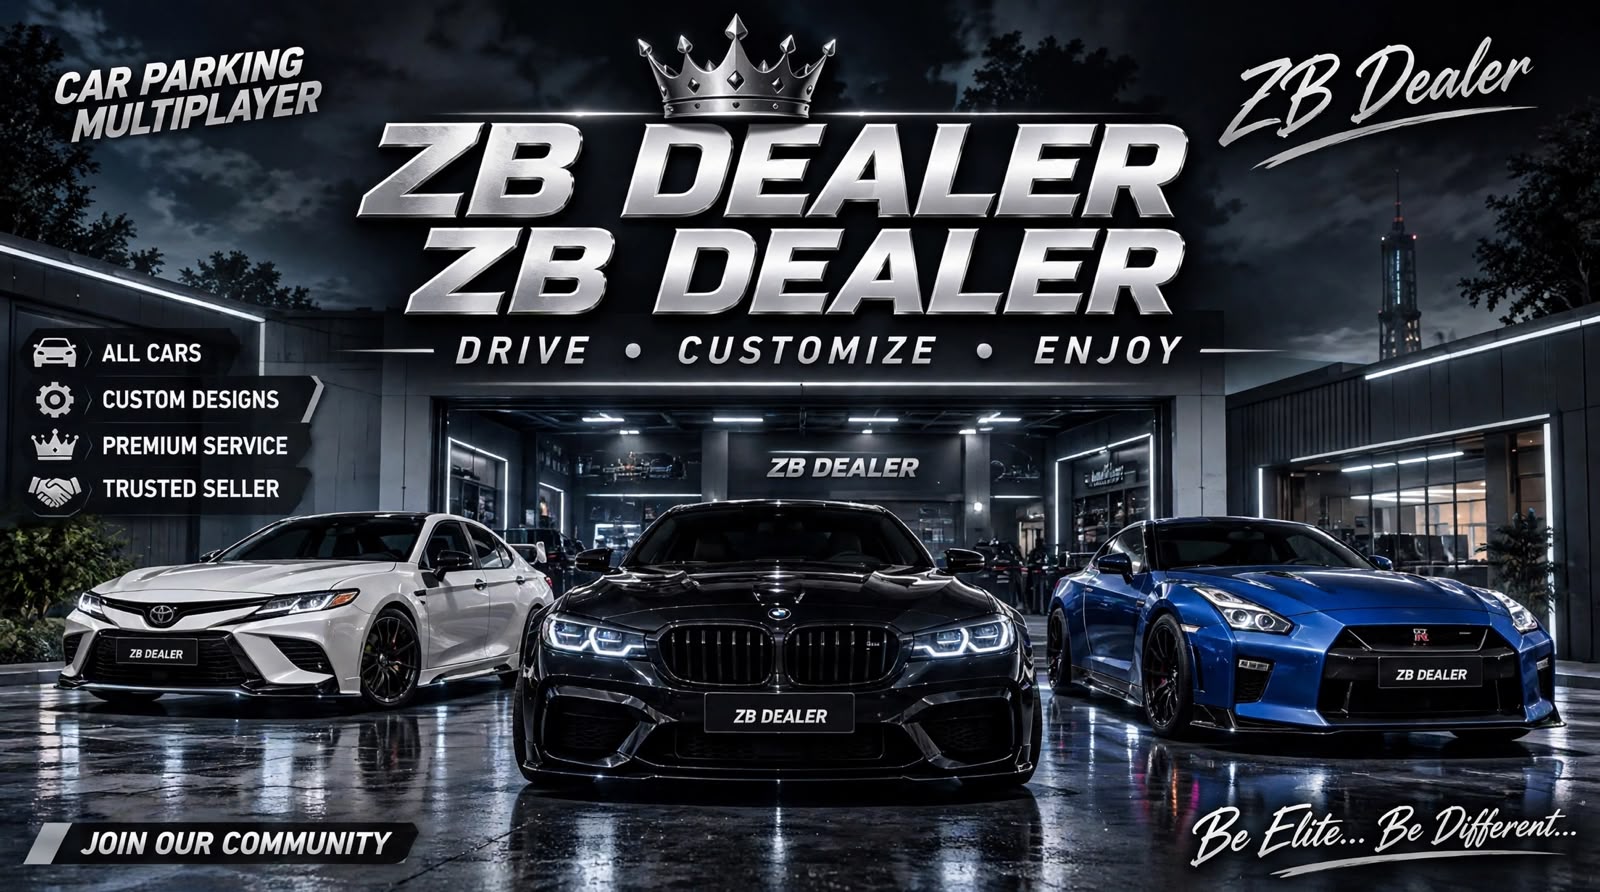 CAR PARKING
MULTIPLAYER
ZB Dealer
ZB DEALER
ZB DEALER
DRIVE • CUSTOMIZE • ENJOY
ALL CARS
CUSTOM DESIGNS
PREMIUM SERVICE
TRUSTED SELLER
ZB DEALER
ZB DEALER
ZB DEALER
ZB DEALER
JOIN OUR COMMUNITY
Be Elite... Be Different...